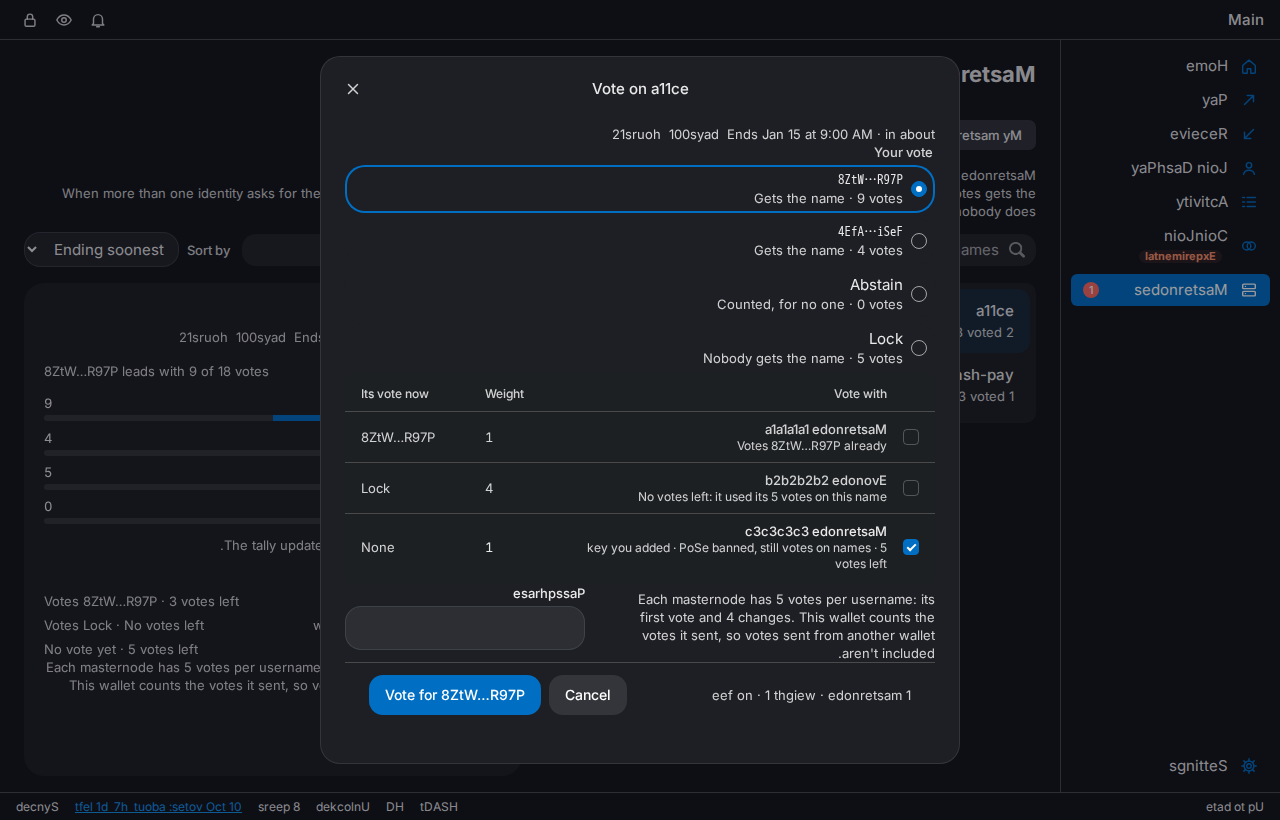 Main
emoH
yaP
evieceR
yaPhsaD nioJ
ytivitcA
nioJnioC
latnemirepxE
sedonretsaM
1
sgnitteS
retsaM
retsam yM
edonretsaM
otes gets the
nobody does
When more than one identity asks for the
Ending soonest
Sort by
ames
a11ce
3 voted 2
ash-pay
3 voted 1
21sruoh 100syad Ends
8ZtW…R97P leads with 9 of 18 votes
9
4
5
0
.The tally update
Votes 8ZtW…R97P · 3 votes left
Votes Lock · No votes left
No vote yet · 5 votes left
Each masternode has 5 votes per username
This wallet counts the votes it sent, so v
Vote on a11ce
21sruoh 100syad Ends Jan 15 at 9:00 AM · in about
Your vote
8ZtW…R97P
Gets the name · 9 votes
4EfA…iSeF
Gets the name · 4 votes
Abstain
Counted, for no one · 0 votes
Lock
Nobody gets the name · 5 votes
Its vote now Weight Vote with
8ZtW…R97P 1 a1a1a1a1 edonretsaM
Votes 8ZtW…R97P already
Lock 4 b2b2b2b2 edonovE
No votes left: it used its 5 votes on this name
None 1 c3c3c3c3 edonretsaM
key you added · PoSe banned, still votes on names · 5
votes left
esarhpssaP
Each masternode has 5 votes per username: its
first vote and 4 changes. This wallet counts the
votes it sent, so votes sent from another wallet
.aren't included
Vote for 8ZtW…R97P
Cancel
eef on · 1 thgiew · edonretsam 1
decnyS
tfel 1d 7h tuoba :setov Oct 10
sreep 8
dekcolnU
DH
tDASH
etad ot pU